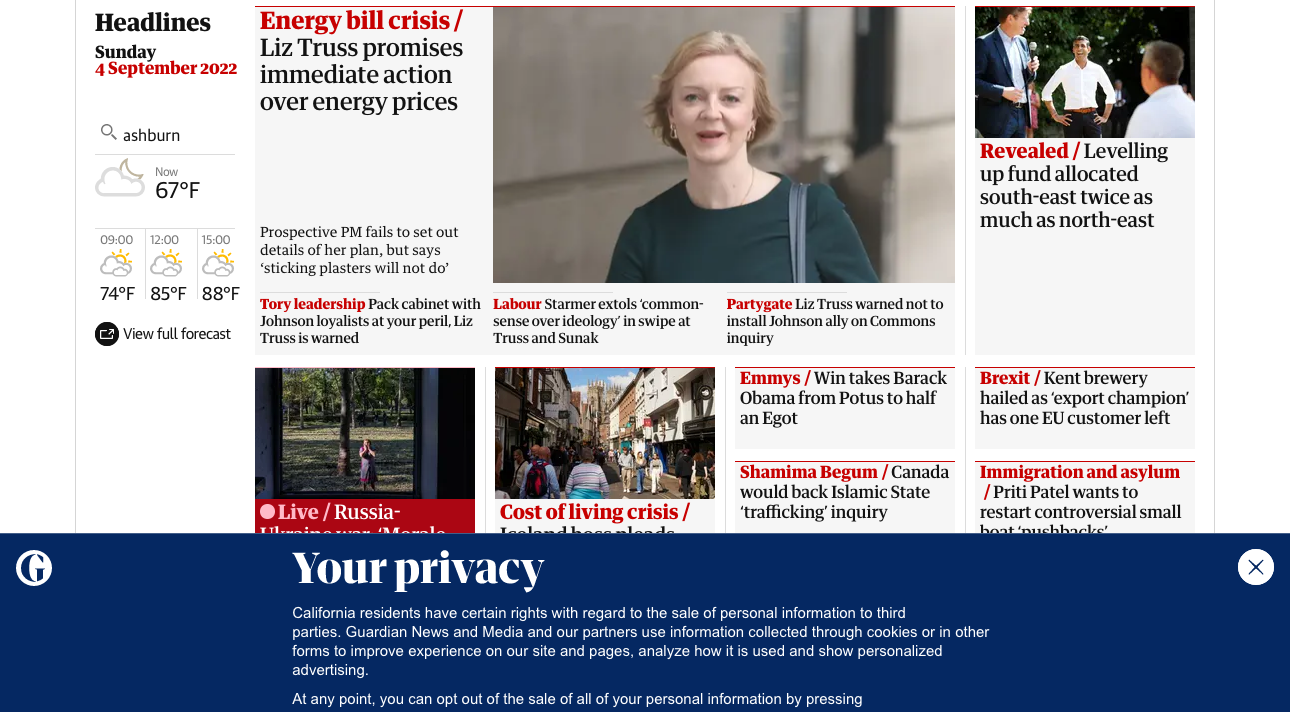 Headlines
Sunday
4 September 2022
ashburn
Now
67°F
09:00
74°F
12:00
85°F
15:00
88°F
View full forecast
Energy bill crisis /
Liz Truss promises
immediate action
over energy prices
Prospective PM fails to set out
details of her plan, but says
‘sticking plasters will not do’
Tory leadership Pack cabinet with
Johnson loyalists at your peril, Liz
Truss is warned
Labour Starmer extols ‘common-
sense over ideology’ in swipe at
Truss and Sunak
Partygate Liz Truss warned not to
install Johnson ally on Commons
inquiry
Revealed / Levelling
up fund allocated
south-east twice as
much as north-east
Live / Russia-
Ukraine war: ‘Morale
Cost of living crisis /
Iceland boss pleads
Emmys / Win takes Barack
Obama from Potus to half
an Egot
Shamima Begum / Canada
would back Islamic State
‘trafficking’ inquiry
Brexit / Kent brewery
hailed as ‘export champion’
has one EU customer left
Immigration and asylum
/ Priti Patel wants to
restart controversial small
boat ‘pushbacks’
G
Your privacy
California residents have certain rights with regard to the sale of personal information to third
parties. Guardian News and Media and our partners use information collected through cookies or in other
forms to improve experience on our site and pages, analyze how it is used and show personalized
advertising.
At any point, you can opt out of the sale of all of your personal information by pressing